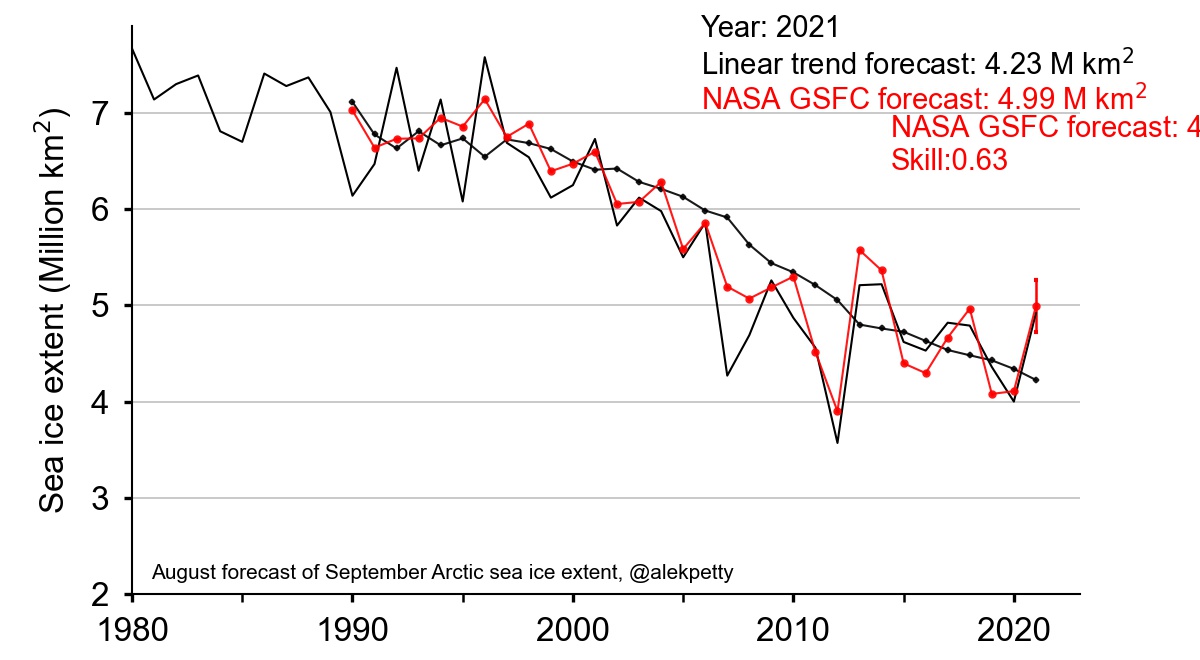 Year: 2021
Linear trend forecast: 4.23 M km²
NASA GSFC forecast: 4.99 M km²
NASA GSFC forecast: 4
Skill:0.63
Sea ice extent (Million km²)
7
6
5
4
3
2
August forecast of September Arctic sea ice extent, @alekpetty
1980 1990 2000 2010 2020